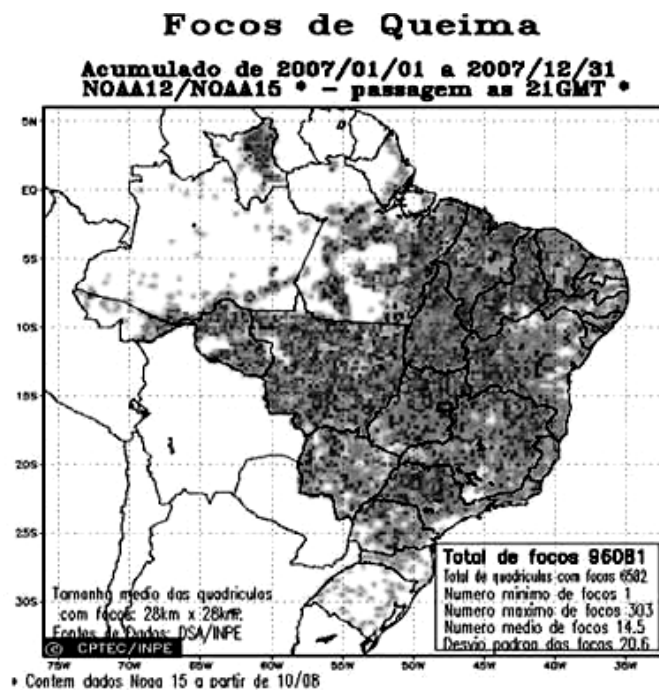 Focos de Queima
Acumulado de 2007/01/01 a 2007/12/31
NOAA12/NOAA15 * - passagem as 21GMT *
5N
EQ
5S
10S
15S
20S
25S
30S
Tamanho medio das quadriculas
com focos: 28km x 28km.
Fontes de Dados: DSA/INPE
© CPTEC/INPE
Total de focos 96081
Total de quadriculas com focos 6582
Numero minimo de focos 1
Numero maximo de focos 303
Numero medio de focos 14.5
Desvio padrao das focos 20.6
75W 70W 65W 60W 55W 50W 45W 40W 35W
* Contem dados Noaa 15 a partir de 10/08